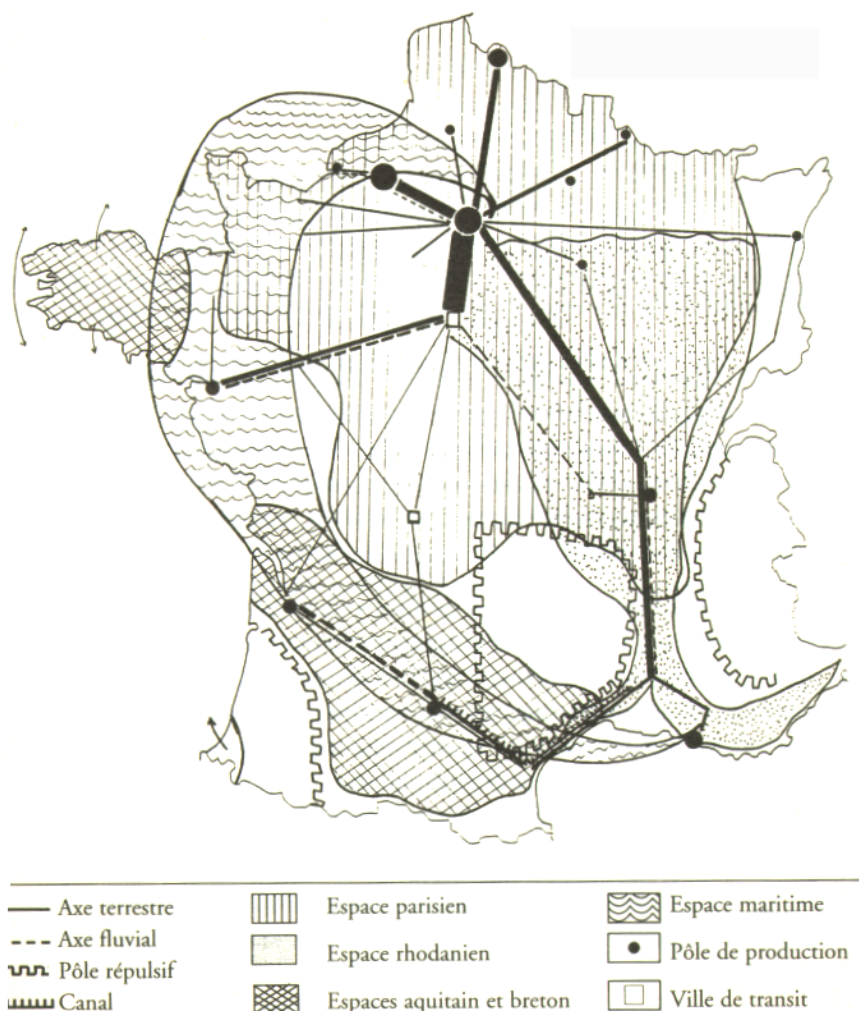 Axe terrestre
Axe fluvial
Pôle répulsif
Canal
Espace parisien
Espace rhodanien
Espaces aquitain et breton
Espace maritime
Pôle de production
Ville de transit